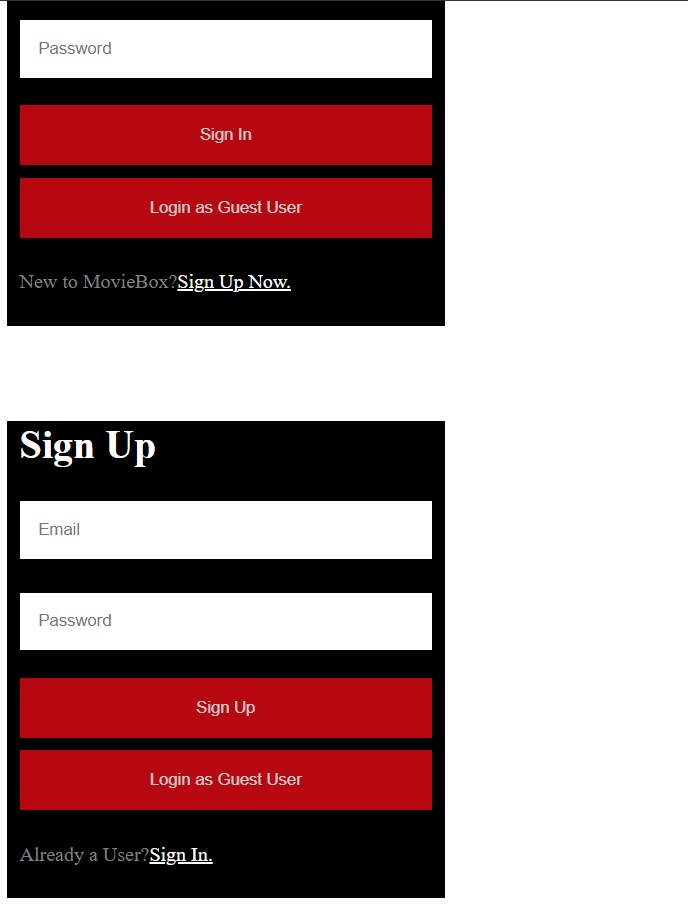 Password
Sign In
Login as Guest User
New to MovieBox?Sign Up Now.
Sign Up
Email
Password
Sign Up
Login as Guest User
Already a User?Sign In.